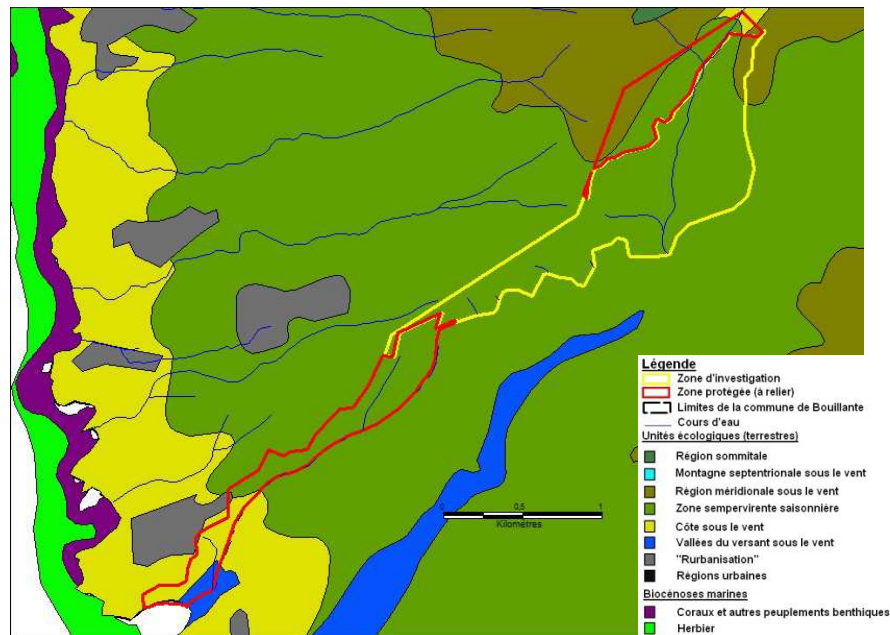 Légende
Zone d'investigation
Zone protégée (à relier)
Limites de la commune de Bouillante
Cours d'eau
Unités écologiques (terrestres)
Région sommitale
Montagne septentrionale sous le vent
Région méridionale sous le vent
Zone sempervirente saisonnière
Côte sous le vent
Vallées du versant sous le vent
"Rurbanisation"
Régions urbaines
Biocénoses marines
Coraux et autres peuplements benthiques
Herbier
0 0,5 1
Kilomètres